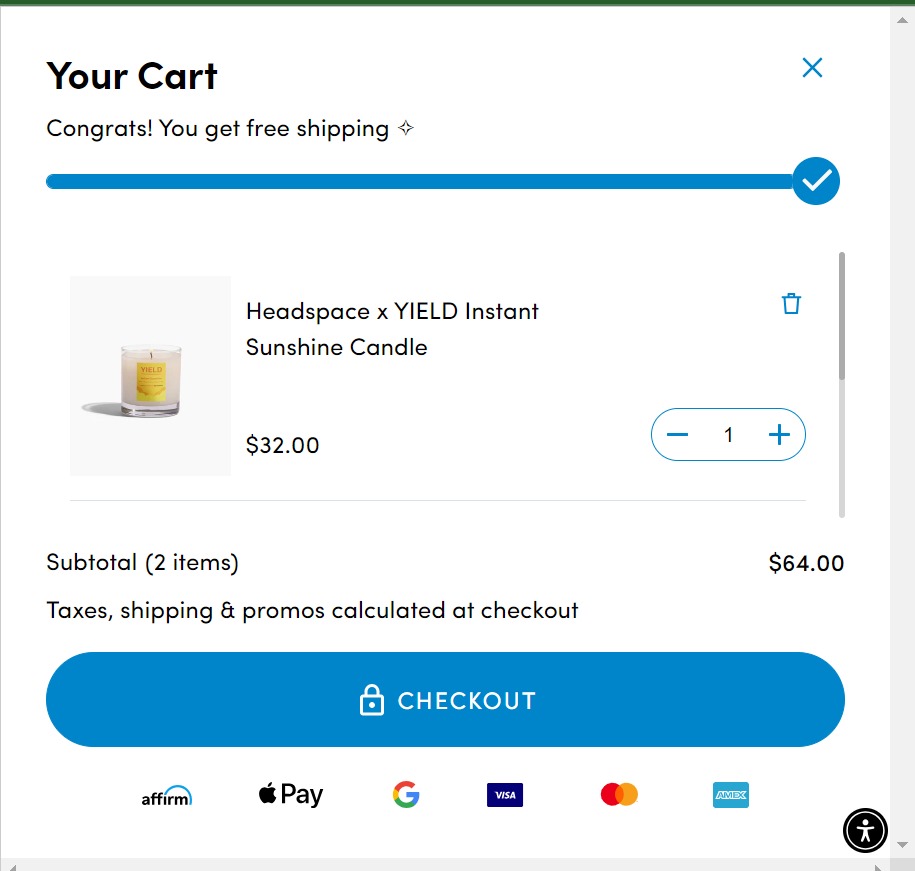 Your Cart
Congrats! You get free shipping ✧
Headspace x YIELD Instant
Sunshine Candle
YIELD
$32.00
1
Subtotal (2 items)
$64.00
Taxes, shipping & promos calculated at checkout
CHECKOUT
affirm
Pay
G
VISA
AMEX